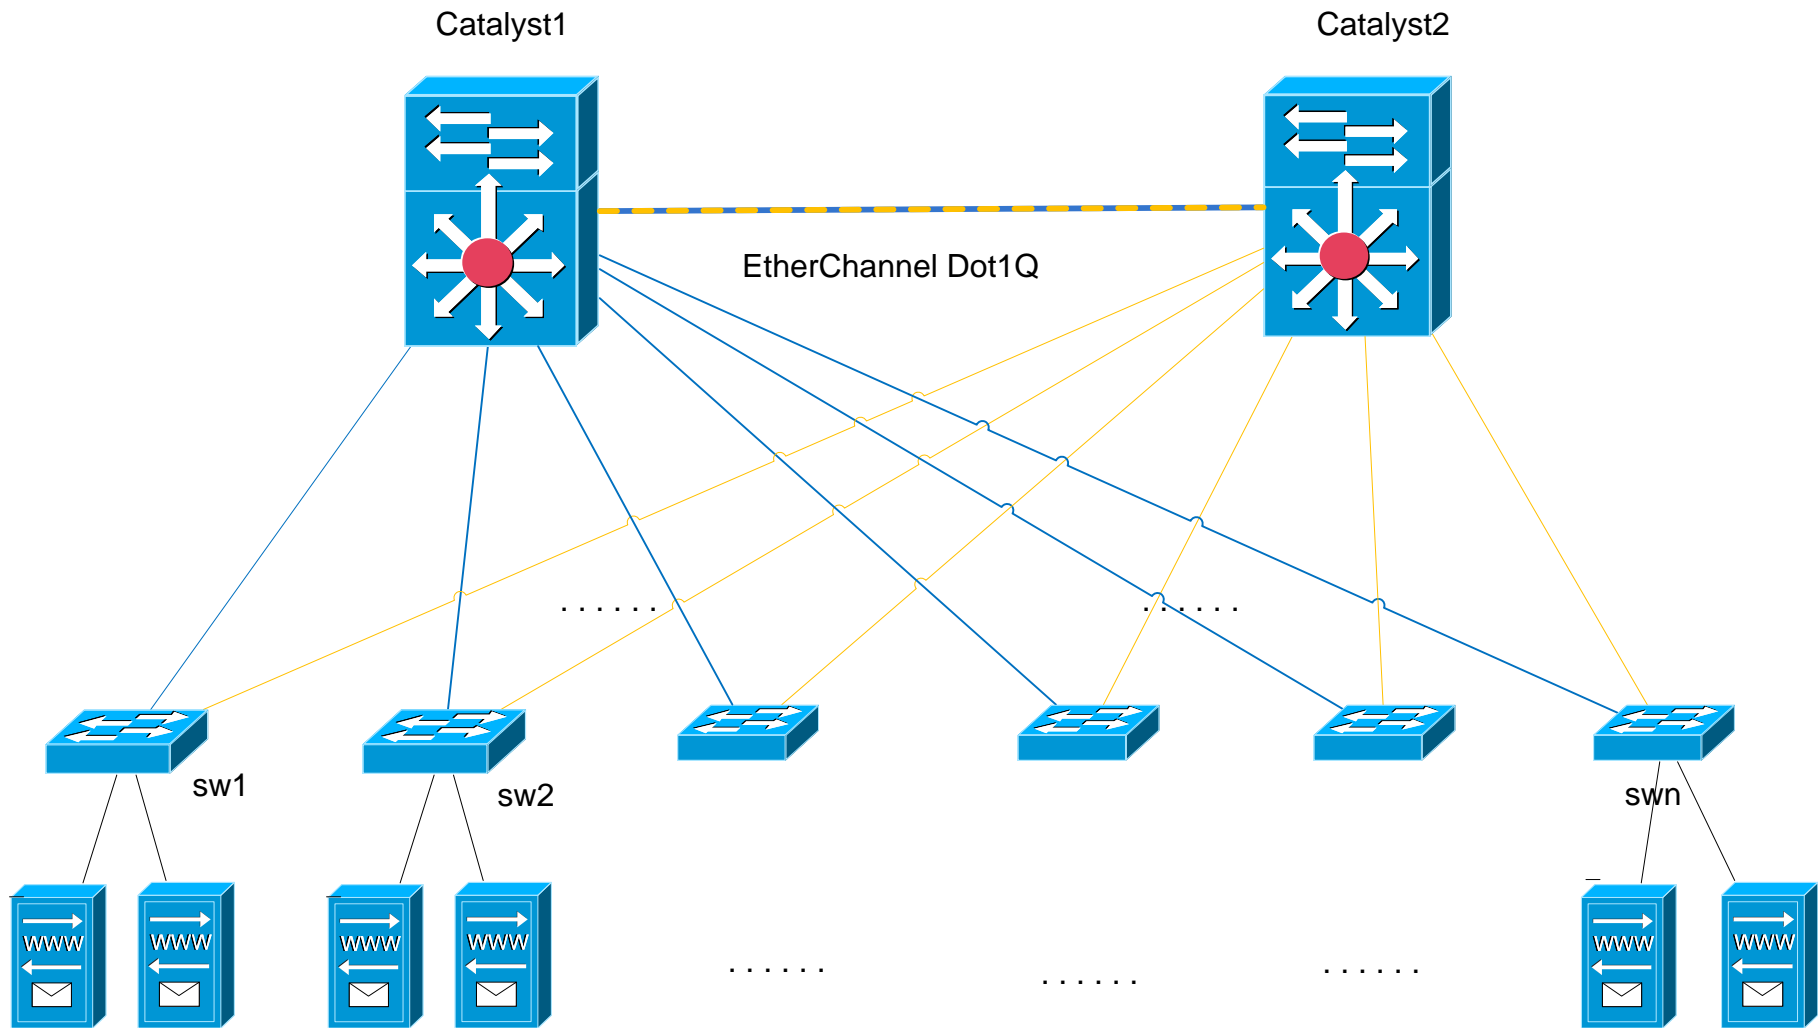 Catalyst1
Catalyst2
EtherChannel Dot1Q
. . . . . .
. . . . . .
sw1
sw2
swn
WWW
WWW
WWW
WWW
WWW
WWW
. . . . . .
. . . . . .
. . . . . .